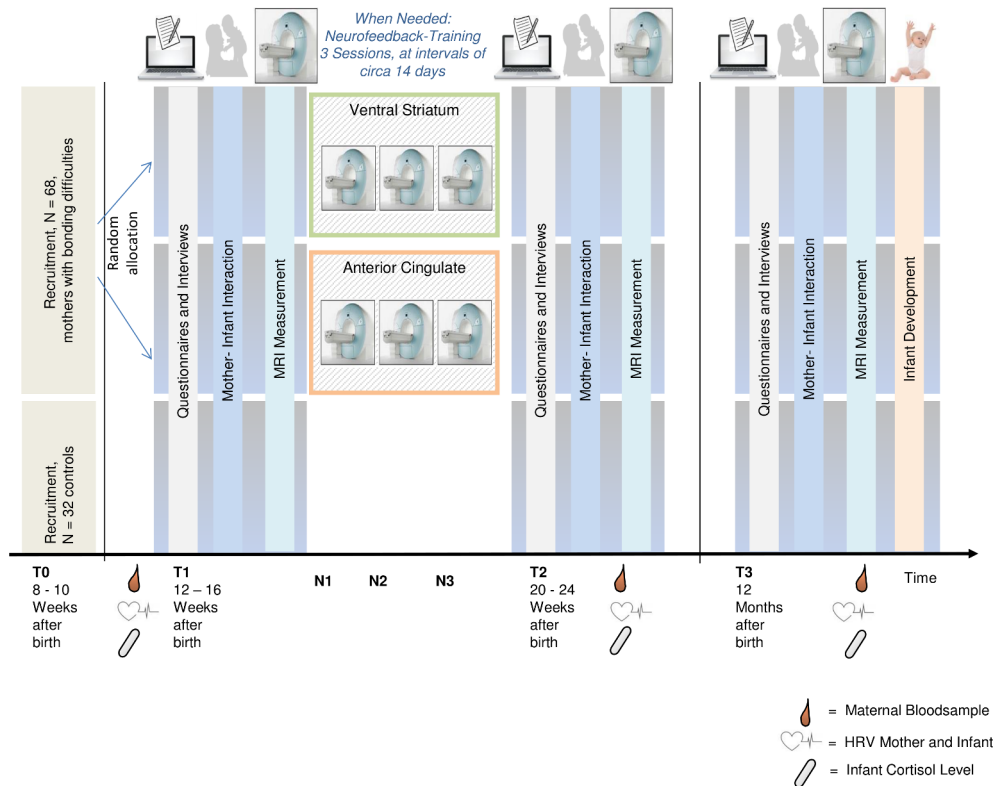 When Needed:
Neurofeedback-Training
3 Sessions, at intervals of
circa 14 days
Recruitment, N = 68,
mothers with bonding difficulties
Random
allocation
Questionnaires and Interviews
Mother- Infant Interaction
MRI Measurement
Ventral Striatum
Anterior Cingulate
Questionnaires and Interviews
Mother- Infant Interaction
MRI Measurement
Questionnaires and Interviews
Mother- Infant Interaction
MRI Measurement
Infant Development
Recruitment,
N = 32 controls
T0
8 - 10
Weeks
after
birth
T1
12 – 16
Weeks
after
birth
N1
N2
N3
T2
20 - 24
Weeks
after
birth
T3
12
Months
after
birth
Time
= Maternal Bloodsample
= HRV Mother and Infant
= Infant Cortisol Level